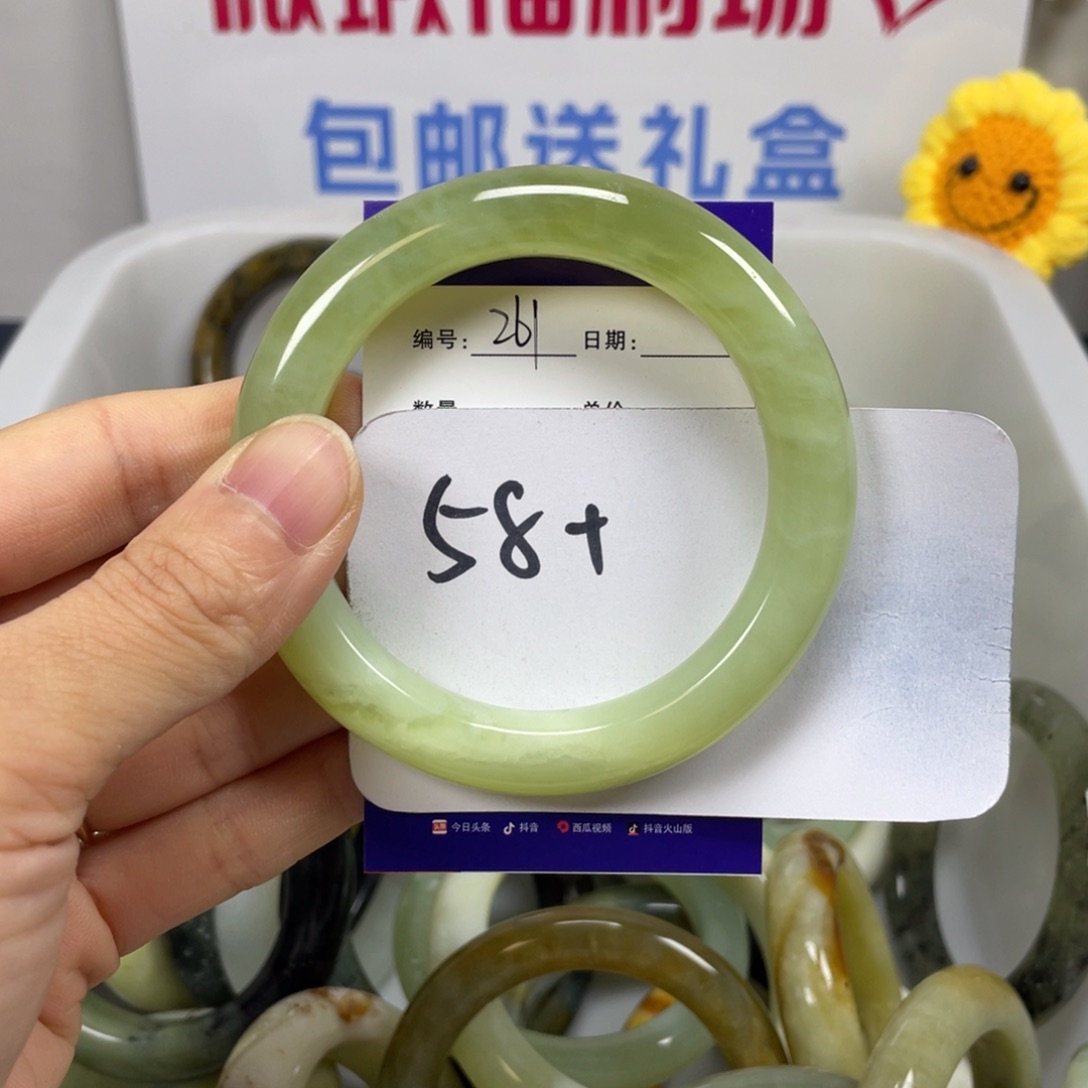 包邮送礼盒
编号: 261 日期:
58+
今日头条 抖音 西瓜视频 抖音火山版